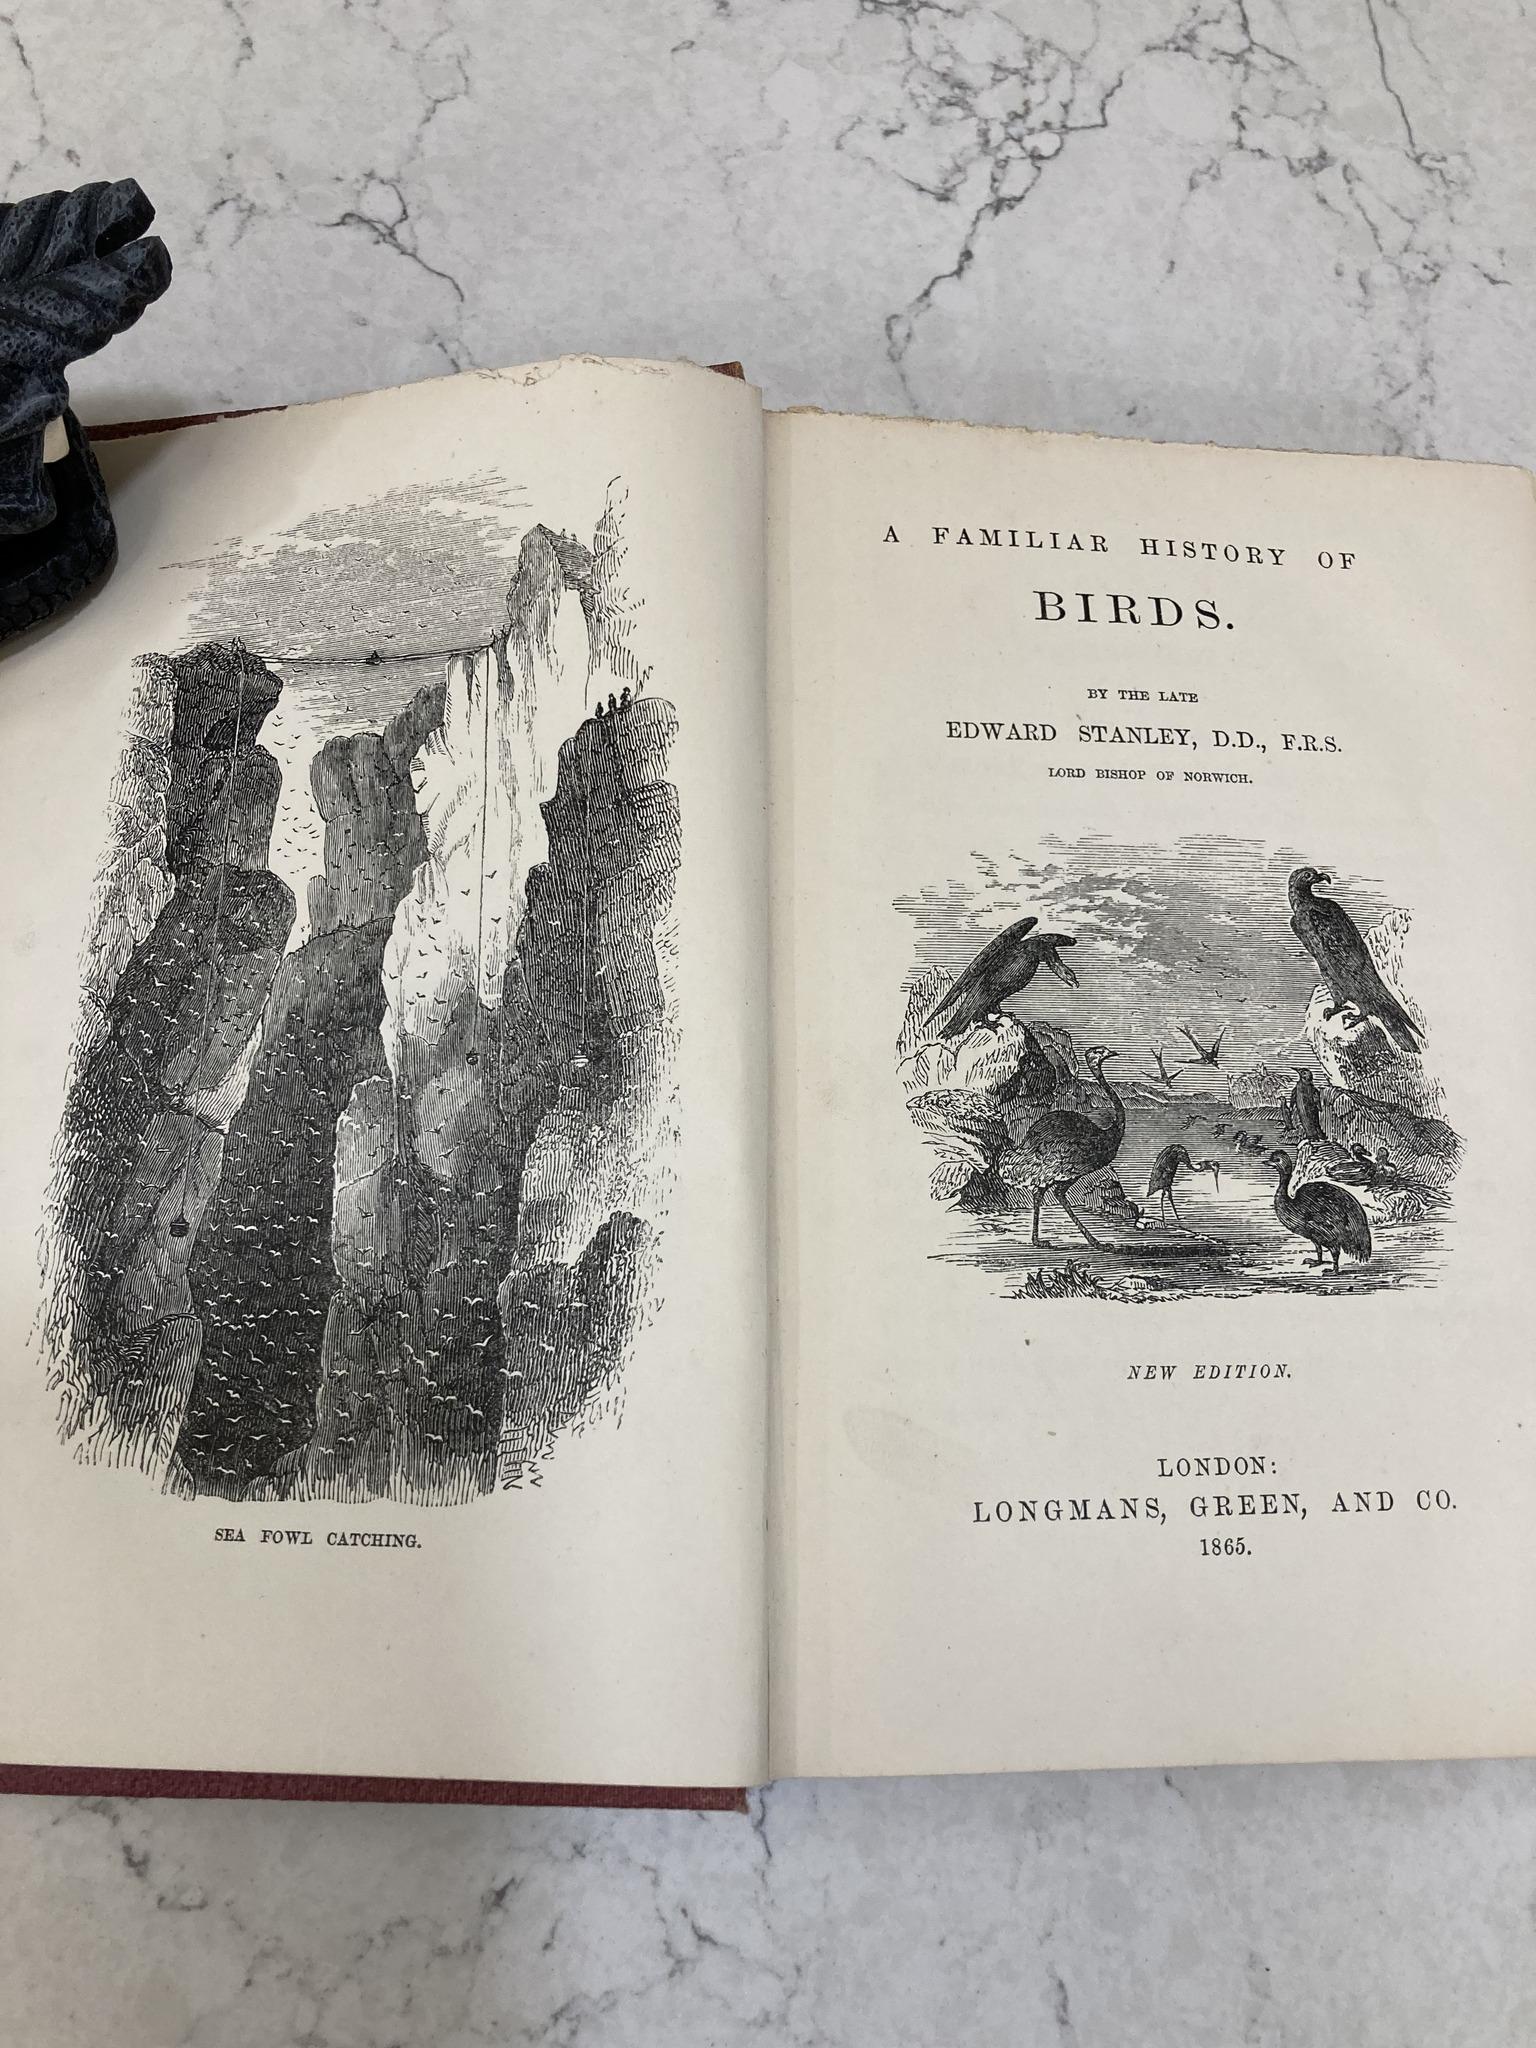 SEA FOWL CATCHING.
A FAMILIAR HISTORY OF
BIRDS.
BY THE LATE
EDWARD STANLEY, D.D., F.R.S.
LORD BISHOP OF NORWICH.
NEW EDITION.
LONDON:
LONGMANS, GREEN, AND CO.
1865.